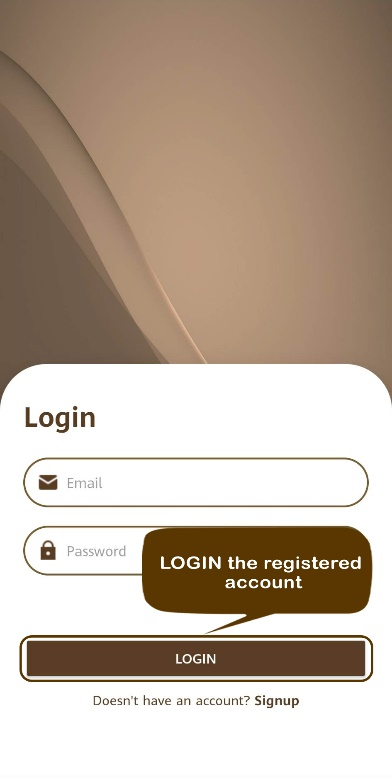 Login
Email
Password
LOGIN the registered
account
LOGIN
Doesn't have an account? Signup